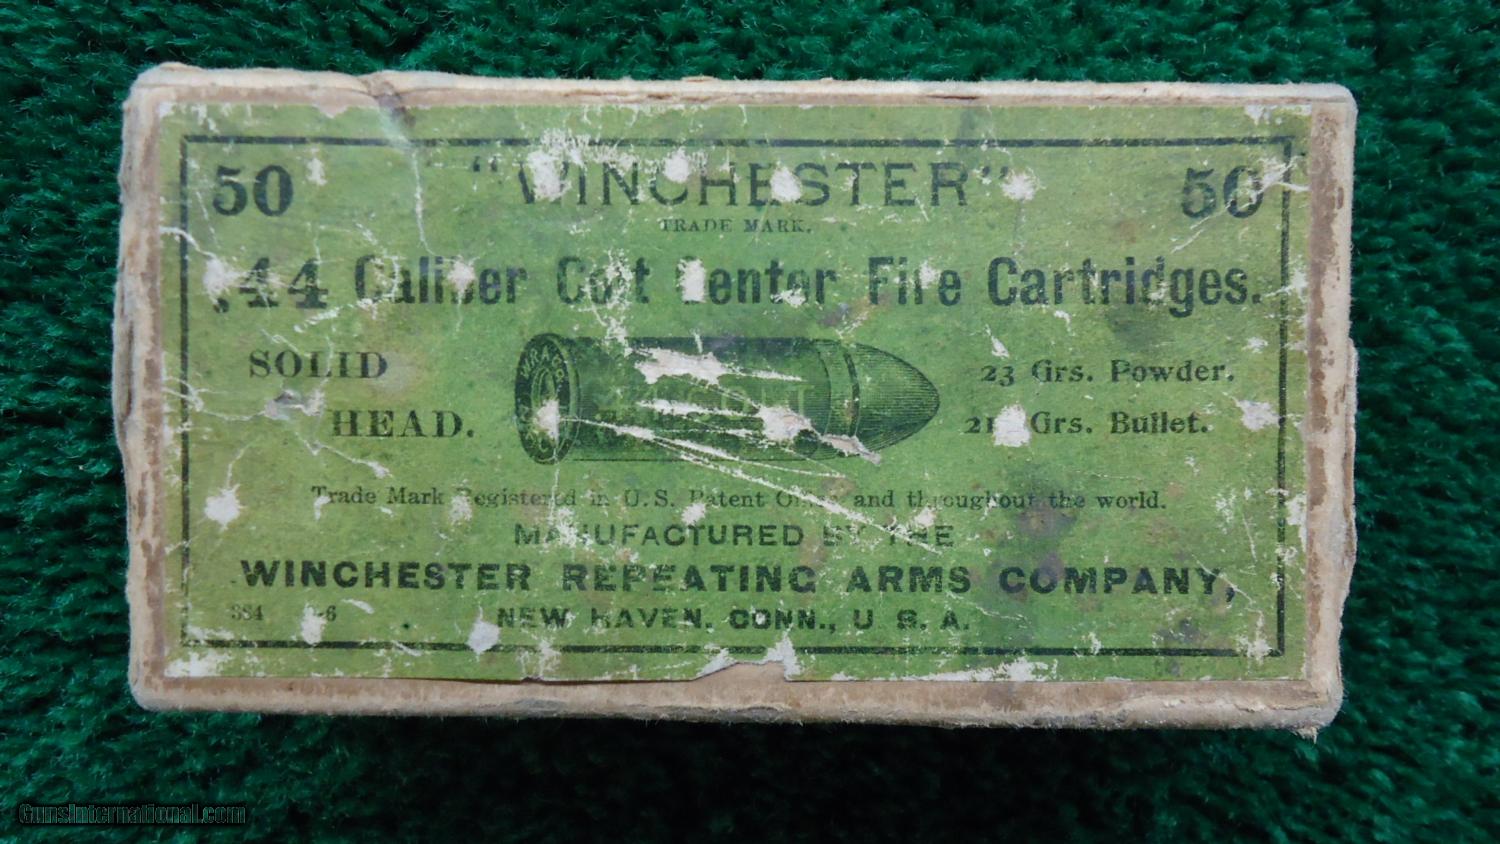 50 "WINCHESTER" 50
TRADE MARK.
.44 Caliber Colt Center Fire Cartridges.
SOLID
HEAD.
23 Grs. Powder.
Grs. Bullet.
Trade Mark Registered in U.S. Patent Office and throughout the world.
MANUFACTURED BY THE
WINCHESTER REPEATING ARMS COMPANY,
NEW HAVEN, CONN., U. S. A.
GunsInternational.com